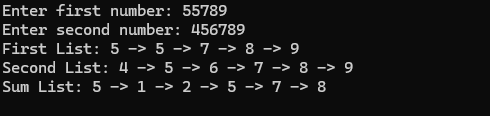 Enter first number: 55789
Enter second number: 456789
First List: 5 -> 5 -> 7 -> 8 -> 9
Second List: 4 -> 5 -> 6 -> 7 -> 8 -> 9
Sum List: 5 -> 1 -> 2 -> 5 -> 7 -> 8